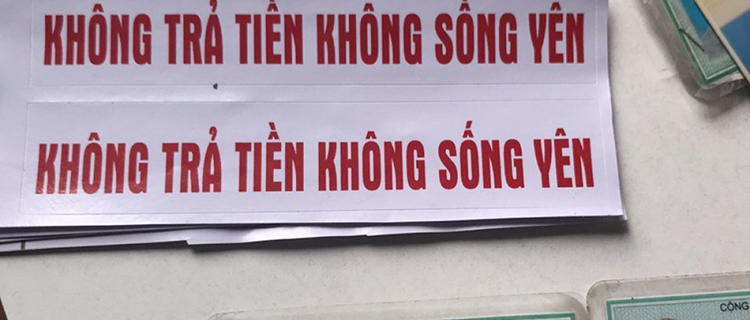 KHÔNG TRẢ TIỀN KHÔNG SỐNG YÊN
KHÔNG TRẢ TIỀN KHÔNG SỐNG YÊN
CỘNG